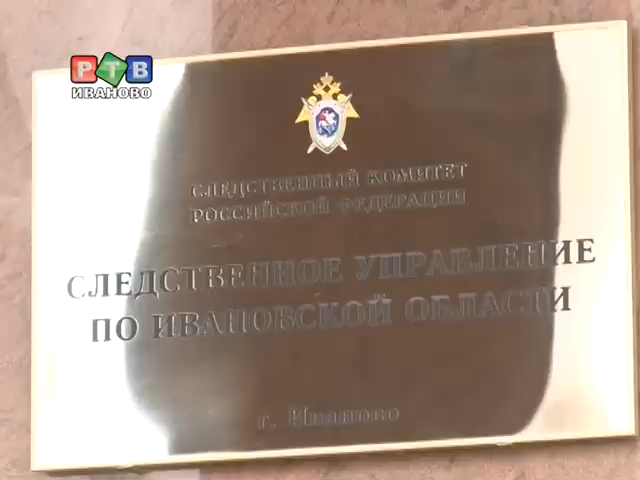 РТВ
ИВАНОВО
СЛЕДСТВЕННЫЙ КОМИТЕТ
РОССИЙСКОЙ ФЕДЕРАЦИИ
СЛЕДСТВЕННОЕ УПРАВЛЕНИЕ
ПО ИВАНОВСКОЙ ОБЛАСТИ
г. Иваново